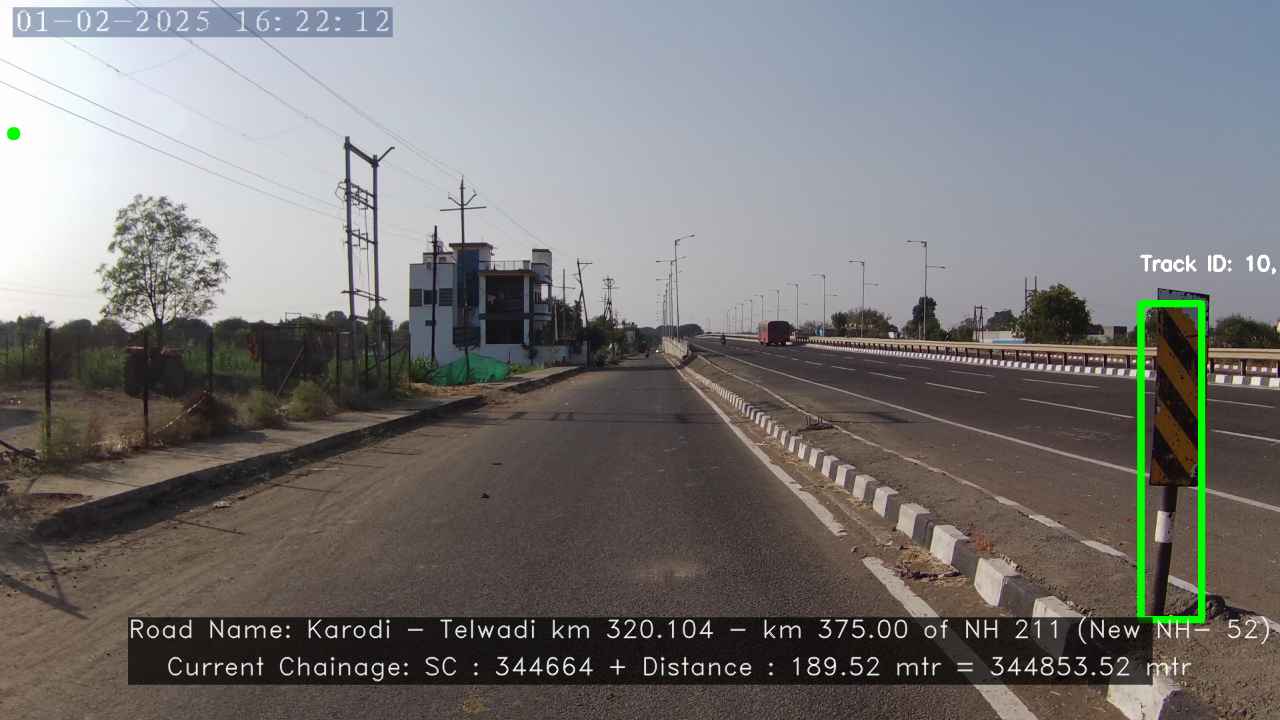 01-02-2025 16:22:12
Track ID: 10,
Road Name: Karodi - Telwadi km 320.104 - km 375.00 of NH 211 (New NH- 52)
Current Chainage: SC : 344664 + Distance : 189.52 mtr = 344853.52 mtr